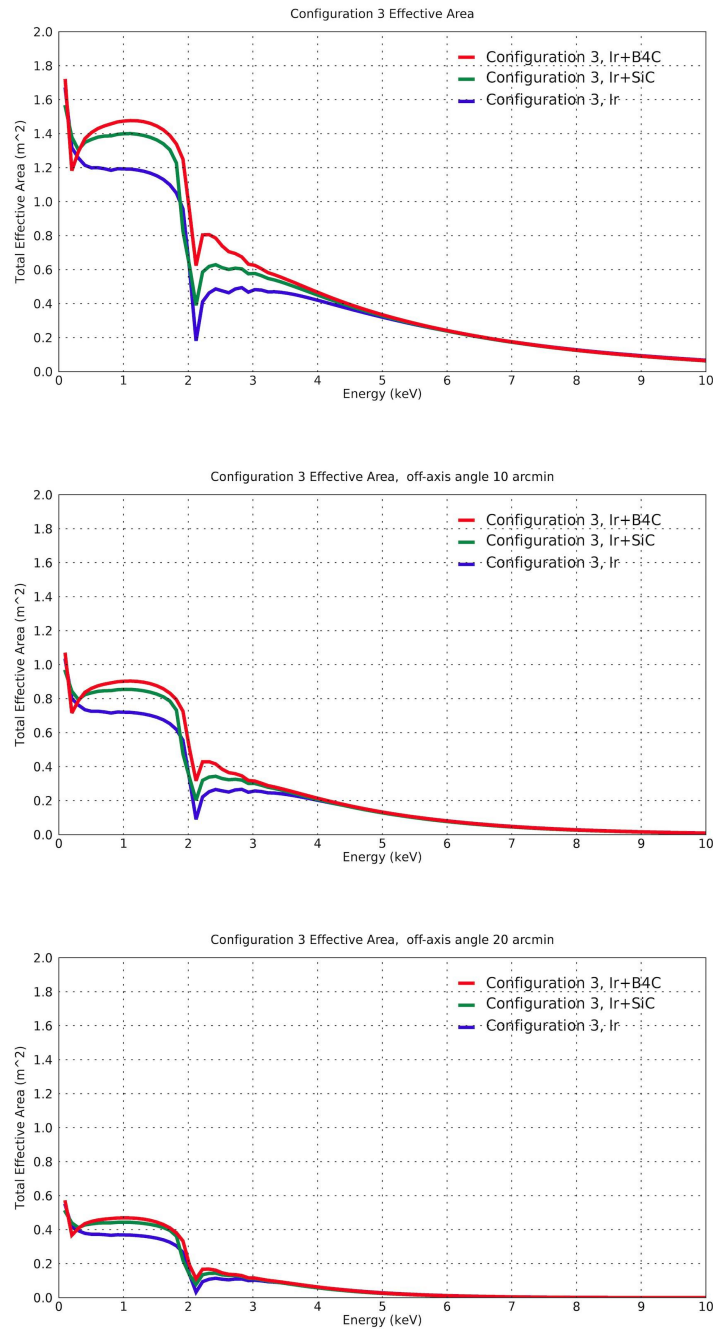 Configuration 3 Effective Area
Total Effective Area (m^2)
2.0
1.8
1.6
1.4
1.2
1.0
0.8
0.6
0.4
0.2
0.0
Configuration 3, Ir+B4C
Configuration 3, Ir+SiC
Configuration 3, Ir
0 1 2 3 4 5 6 7 8 9 10
Energy (keV)
Configuration 3 Effective Area, off-axis angle 10 arcmin
Total Effective Area (m^2)
2.0
1.8
1.6
1.4
1.2
1.0
0.8
0.6
0.4
0.2
0.0
Configuration 3, Ir+B4C
Configuration 3, Ir+SiC
Configuration 3, Ir
0 1 2 3 4 5 6 7 8 9 10
Energy (keV)
Configuration 3 Effective Area, off-axis angle 20 arcmin
Total Effective Area (m^2)
2.0
1.8
1.6
1.4
1.2
1.0
0.8
0.6
0.4
0.2
0.0
Configuration 3, Ir+B4C
Configuration 3, Ir+SiC
Configuration 3, Ir
0 1 2 3 4 5 6 7 8 9 10
Energy (keV)